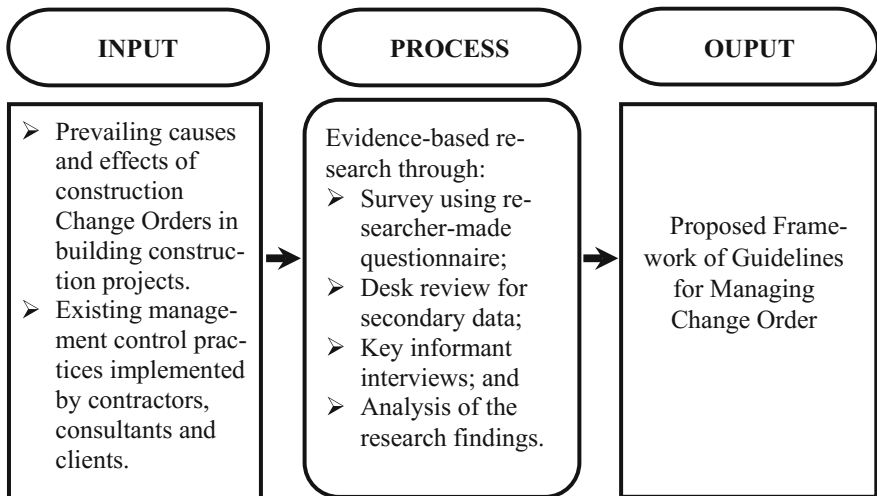 INPUT
PROCESS
OUPUT
➢ Prevailing causes
and effects of
construction
Change Orders in
building construc-
tion projects.
➢ Existing manage-
ment control prac-
tices implemented
by contractors,
consultants and
clients.
Evidence-based re-
search through:
➢ Survey using re-
searcher-made
questionnaire;
➢ Desk review for
secondary data;
➢ Key informant
interviews; and
➢ Analysis of the
research findings.
Proposed Frame-
work of Guidelines
for Managing
Change Order